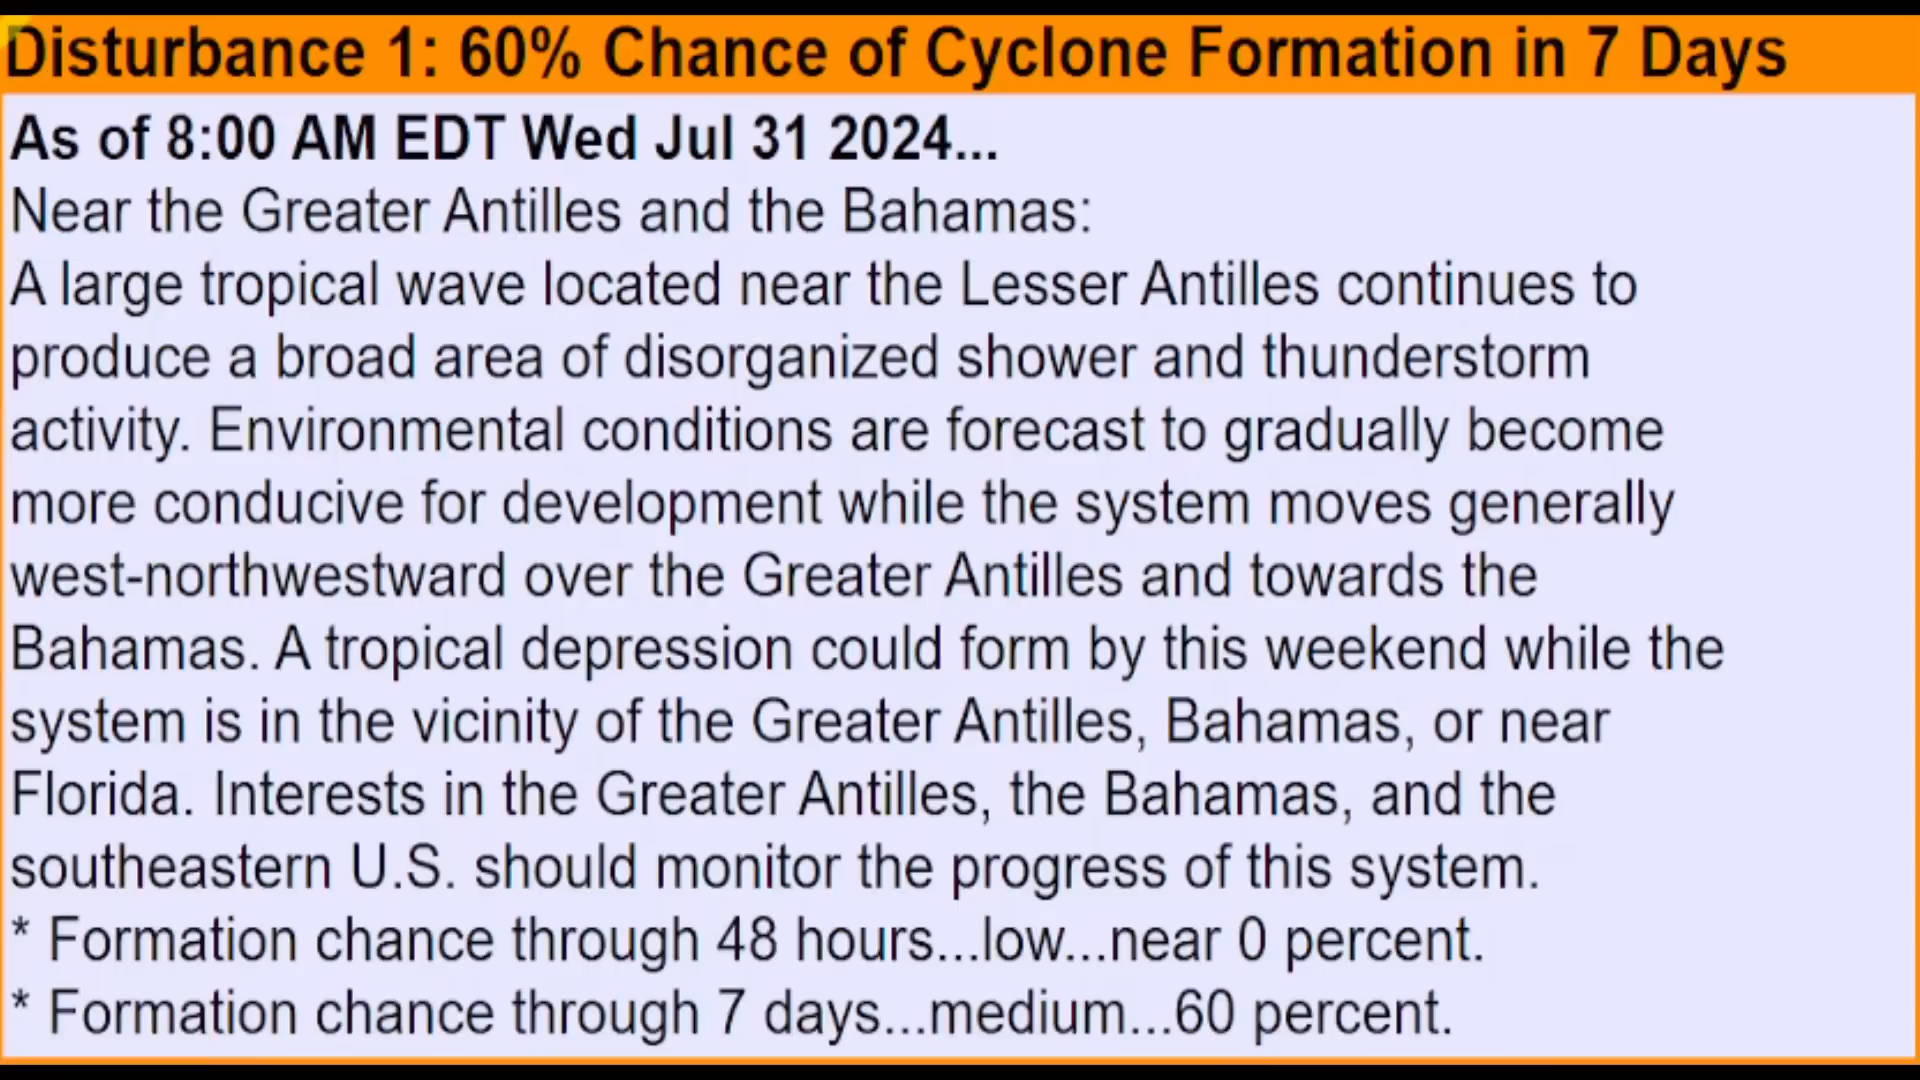 Disturbance 1: 60% Chance of Cyclone Formation in 7 Days
As of 8:00 AM EDT Wed Jul 31 2024...
Near the Greater Antilles and the Bahamas:
A large tropical wave located near the Lesser Antilles continues to
produce a broad area of disorganized shower and thunderstorm
activity. Environmental conditions are forecast to gradually become
more conducive for development while the system moves generally
west-northwestward over the Greater Antilles and towards the
Bahamas. A tropical depression could form by this weekend while the
system is in the vicinity of the Greater Antilles, Bahamas, or near
Florida. Interests in the Greater Antilles, the Bahamas, and the
southeastern U.S. should monitor the progress of this system.
* Formation chance through 48 hours...low...near 0 percent.
* Formation chance through 7 days...medium...60 percent.